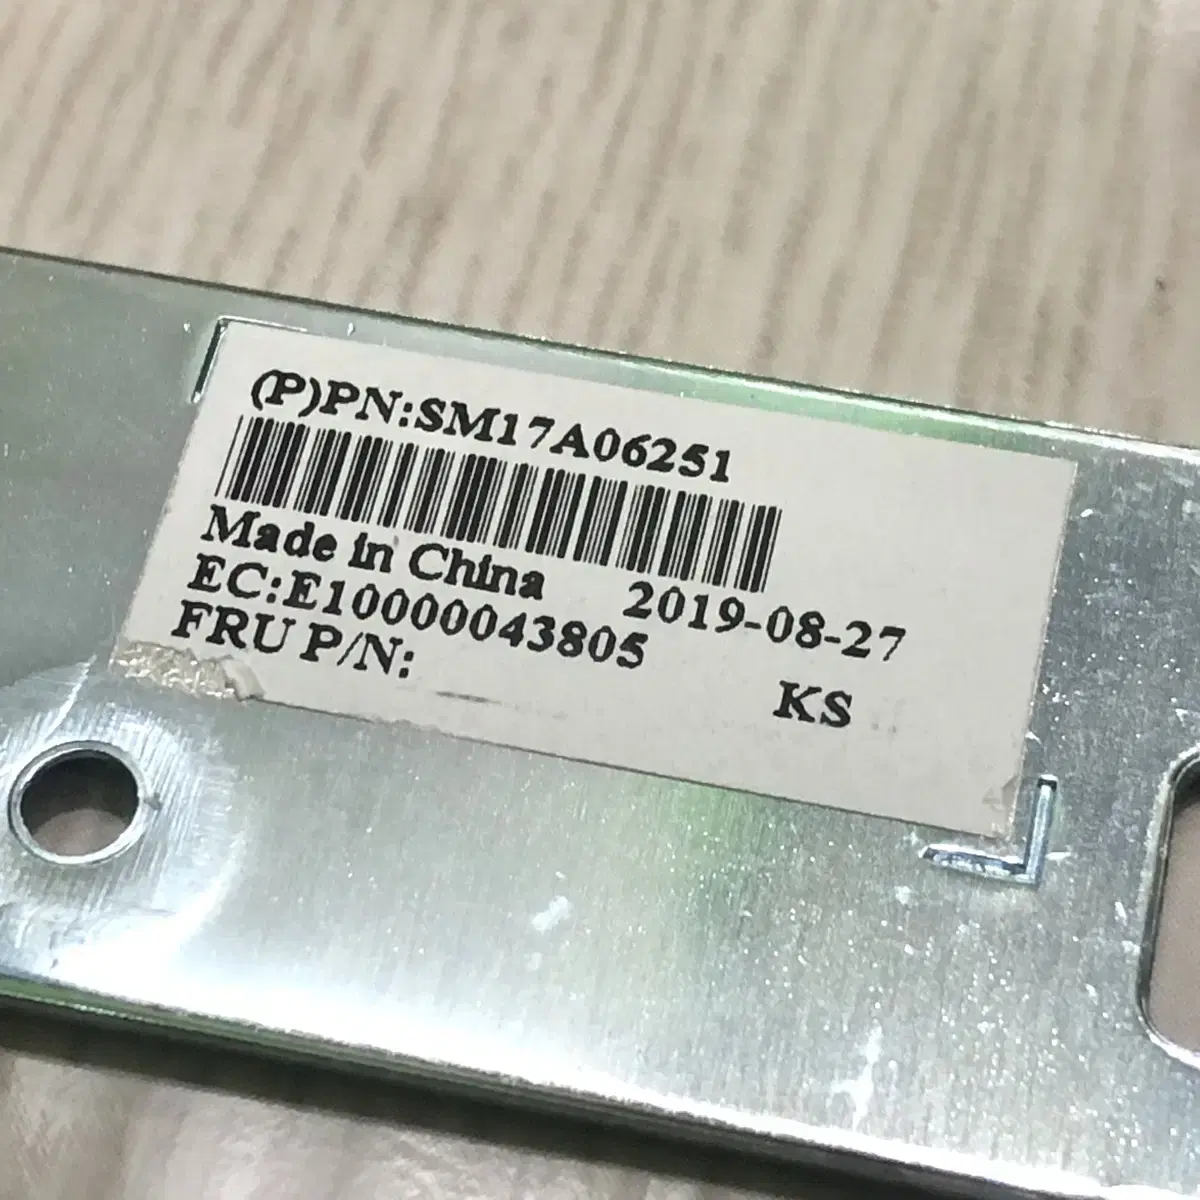 (P)PN:SM17A06251
Made in China 2019-08-27
EC:E10000043805
FRU P/N:
KS